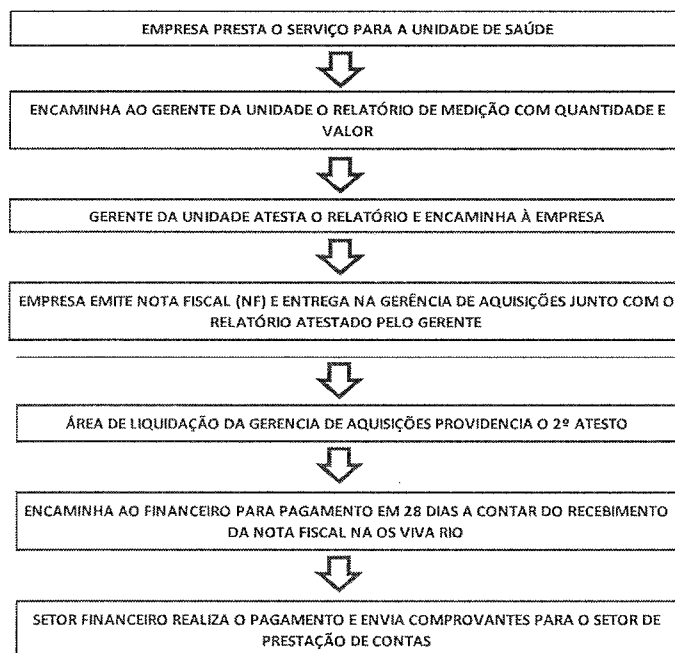 EMPRESA PRESTA O SERVIÇO PARA A UNIDADE DE SAÚDE
ENCAMINHA AO GERENTE DA UNIDADE O RELATÓRIO DE MEDIÇÃO COM QUANTIDADE E
VALOR
GERENTE DA UNIDADE ATESTA O RELATÓRIO E ENCAMINHA À EMPRESA
EMPRESA EMITE NOTA FISCAL (NF) E ENTREGA NA GERÊNCIA DE AQUISIÇÕES JUNTO COM O
RELATÓRIO ATESTADO PELO GERENTE
ÁREA DE LIQUIDAÇÃO DA GERENCIA DE AQUISIÇÕES PROVIDENCIA O 2º ATESTO
ENCAMINHA AO FINANCEIRO PARA PAGAMENTO EM 28 DIAS A CONTAR DO RECEBIMENTO
DA NOTA FISCAL NA OS VIVA RIO
SETOR FINANCEIRO REALIZA O PAGAMENTO E ENVIA COMPROVANTES PARA O SETOR DE
PRESTAÇÃO DE CONTAS